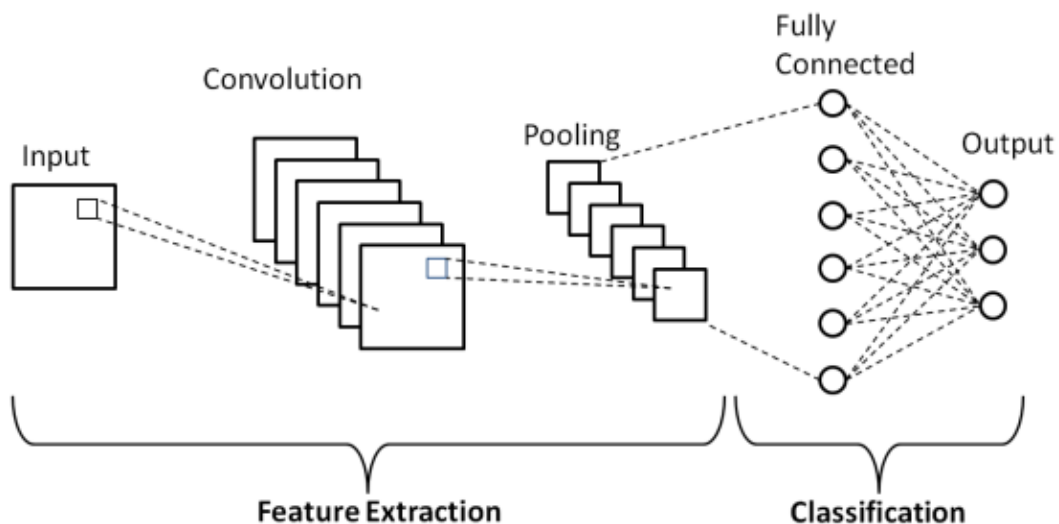 Input
Convolution
Pooling
Fully
Connected
Output
Feature Extraction
Classification